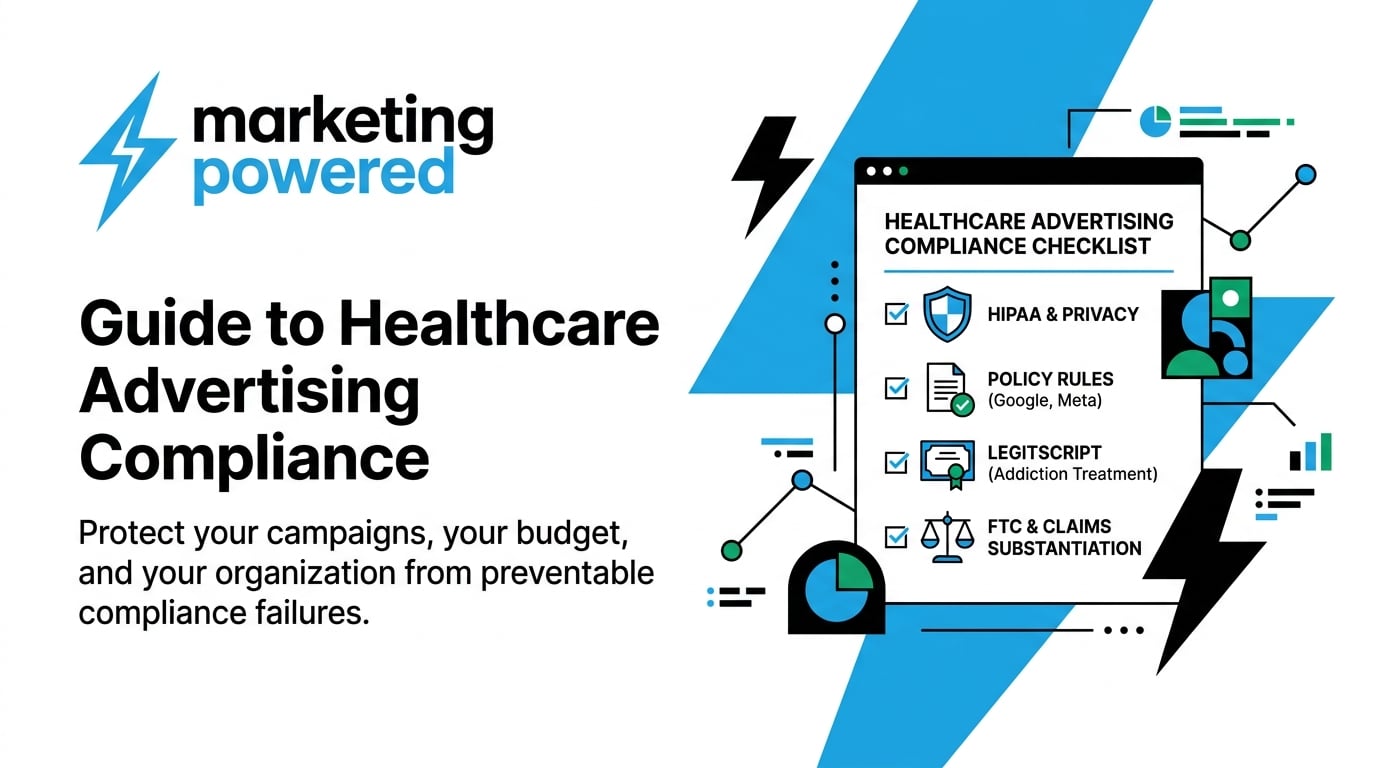 marketing
powered
Guide to Healthcare
Advertising
Compliance
Protect your campaigns, your budget,
and your organization from preventable
compliance failures.
HEALTHCARE ADVERTISING
COMPLIANCE CHECKLIST
HIPAA & PRIVACY
POLICY RULES
(Google, Meta)
LEGITSCRIPT
(Addiction Treatment)
FTC & CLAIMS
SUBSTANTIATION